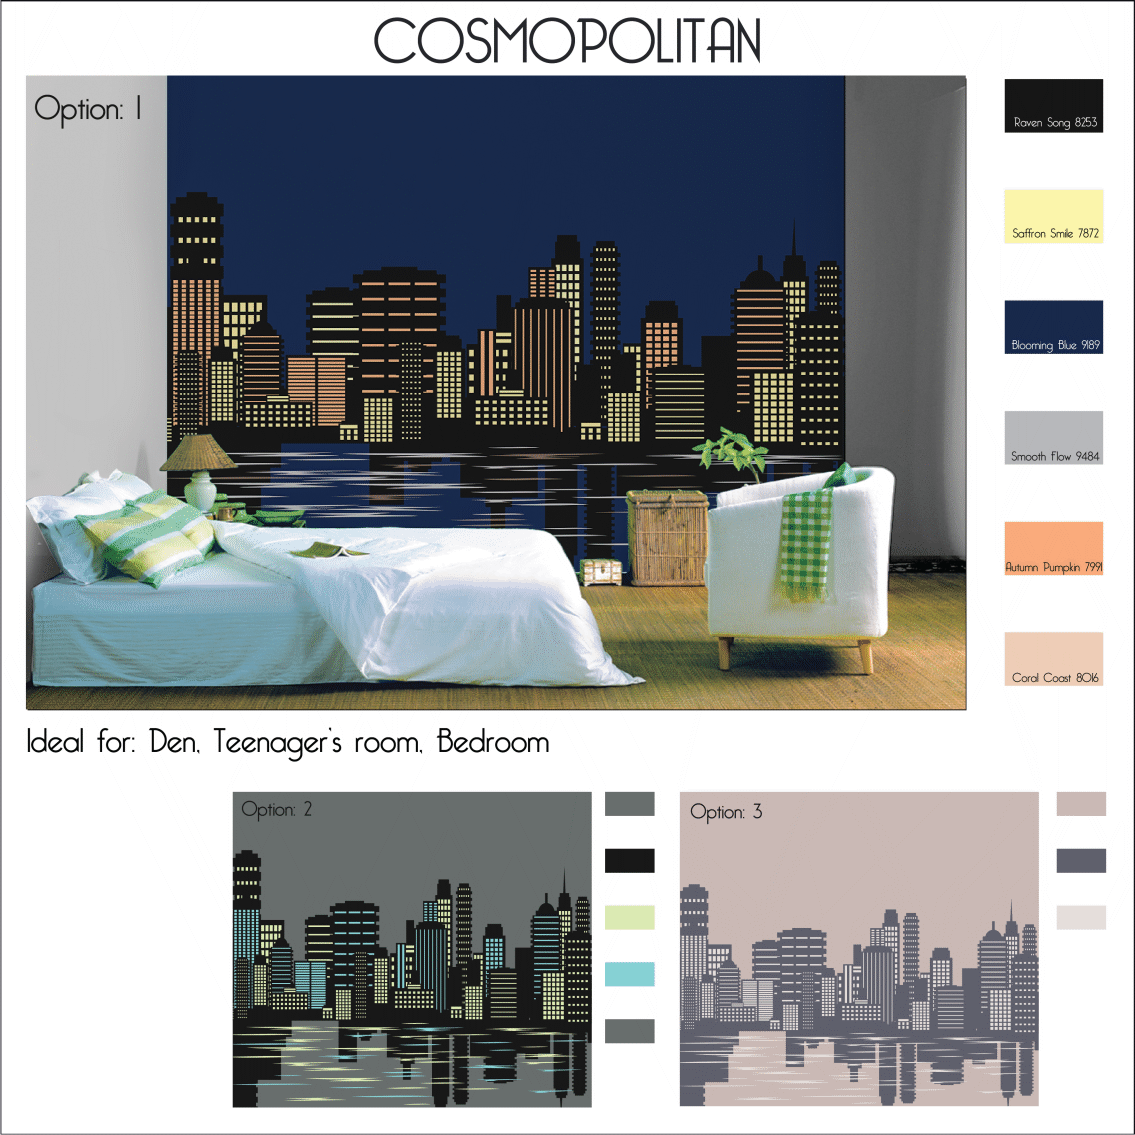 COSMOPOLITAN
Option: 1
Raven Song 8253
Saffron Smile 7872
Blooming Blue 9189
Smooth Flow 9484
Autumn Pumpkin 7991
Coral Coast 8016
Ideal for: Den, Teenager's room, Bedroom
Option: 2
Option: 3